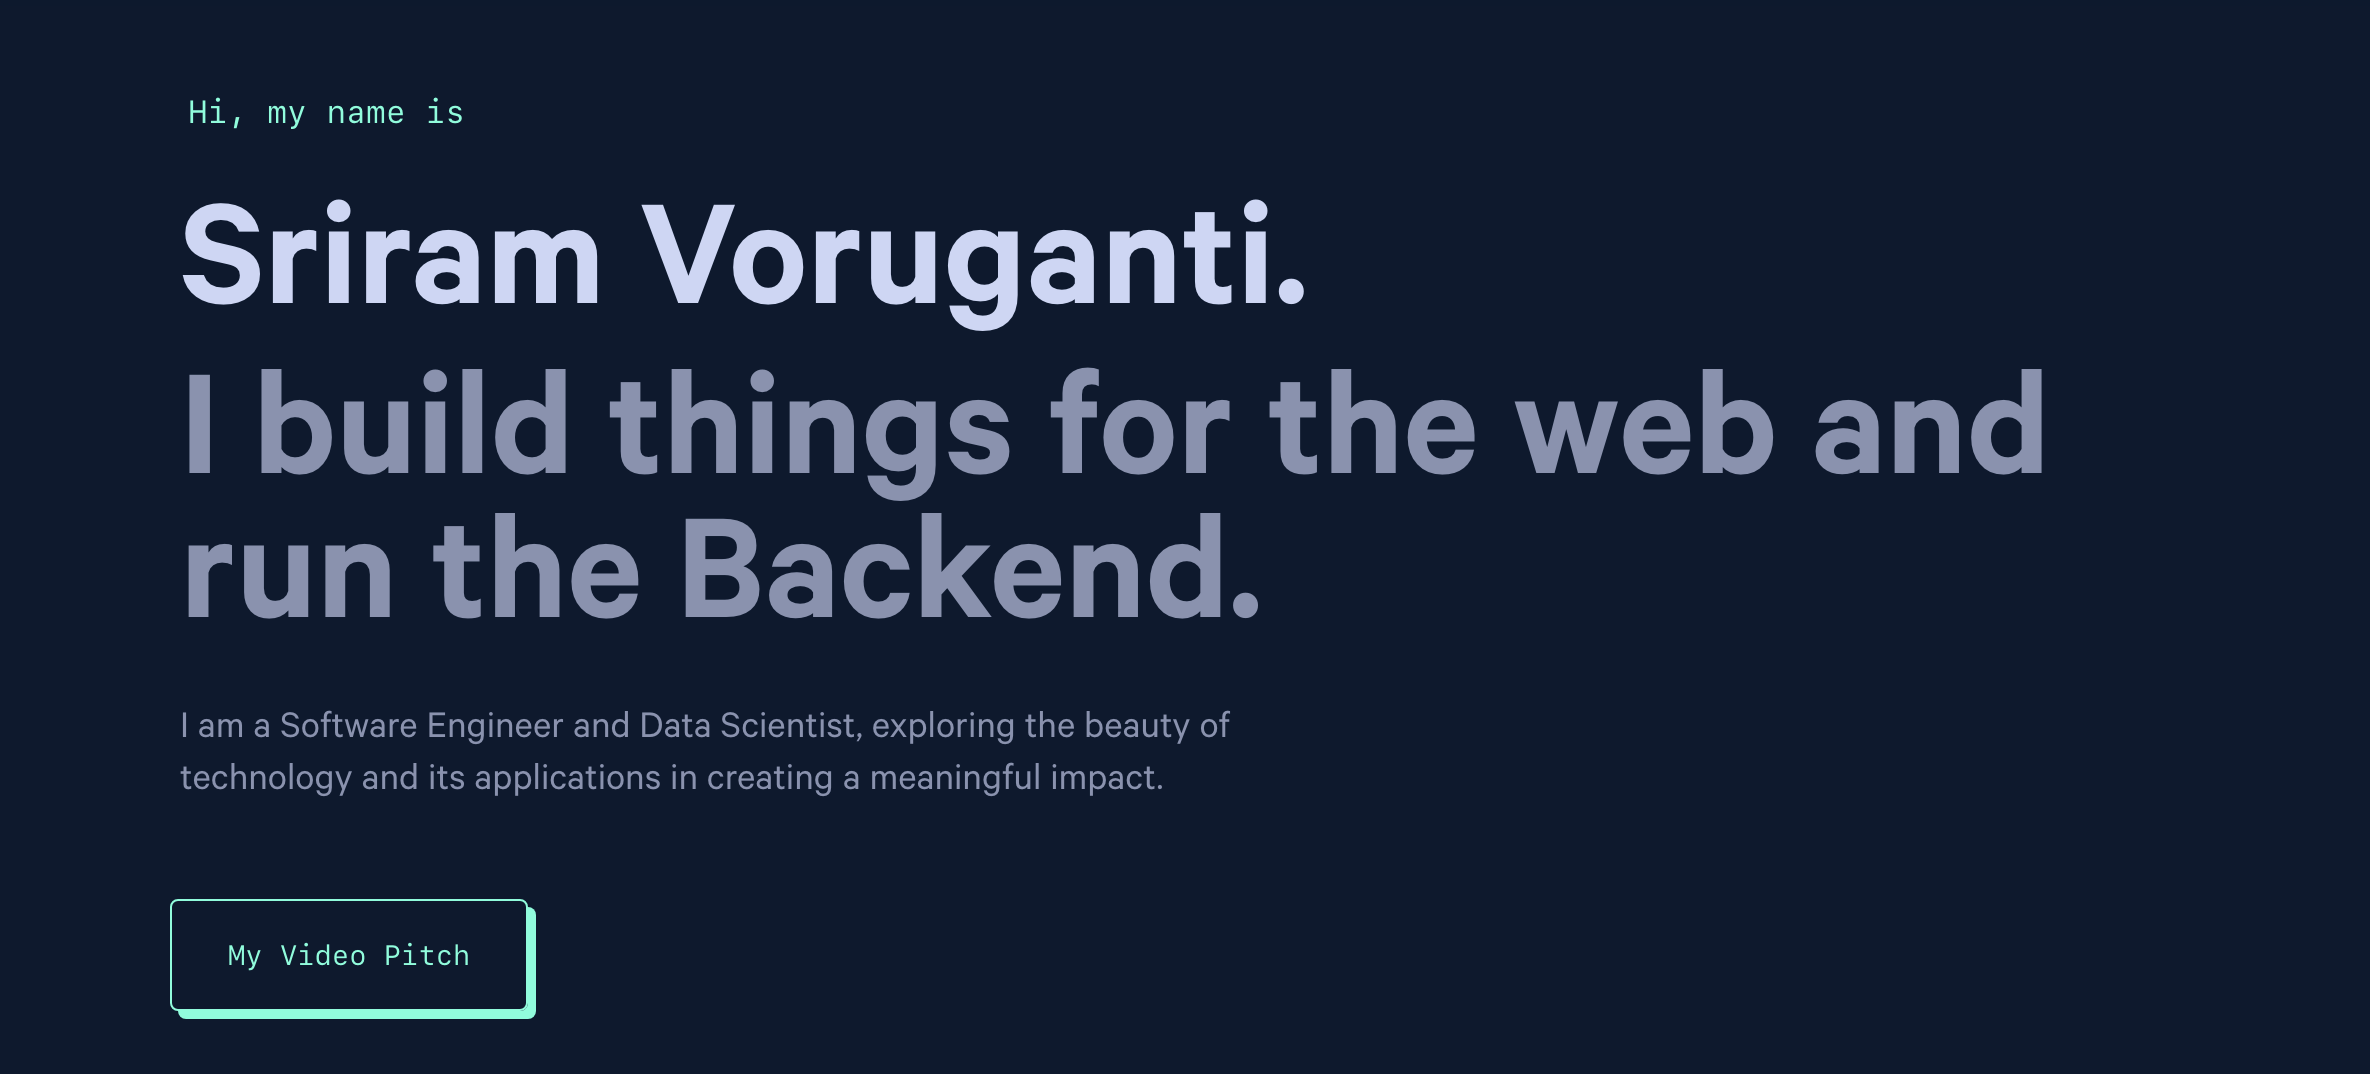 Hi, my name is
Sriram Voruganti.
I build things for the web and
run the Backend.
I am a Software Engineer and Data Scientist, exploring the beauty of
technology and its applications in creating a meaningful impact.
My Video Pitch